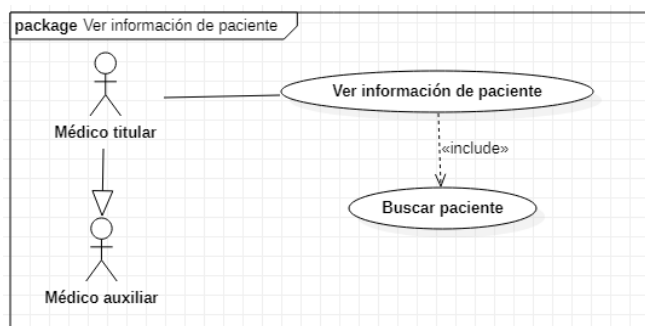 package Ver información de paciente
Médico titular
Ver información de paciente
«include»
Buscar paciente
Médico auxiliar